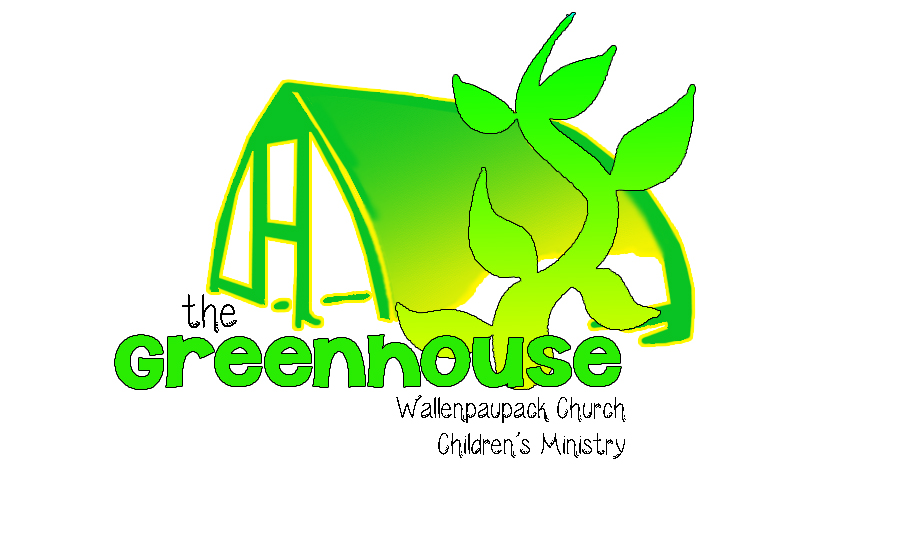 the
Greenhouse
Wallenpaupack Church
Children's Ministry